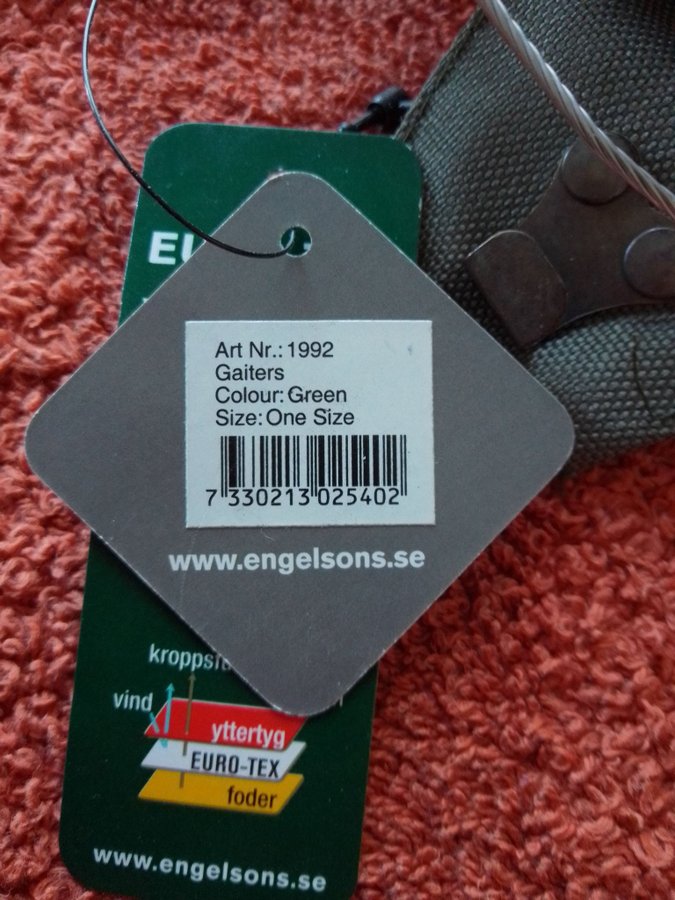 Art Nr.: 1992
Gaiters
Colour: Green
Size: One Size
7 330213 025402
www.engelsons.se
vind
yttertyg
EURO-TEX
foder
www.engelsons.se